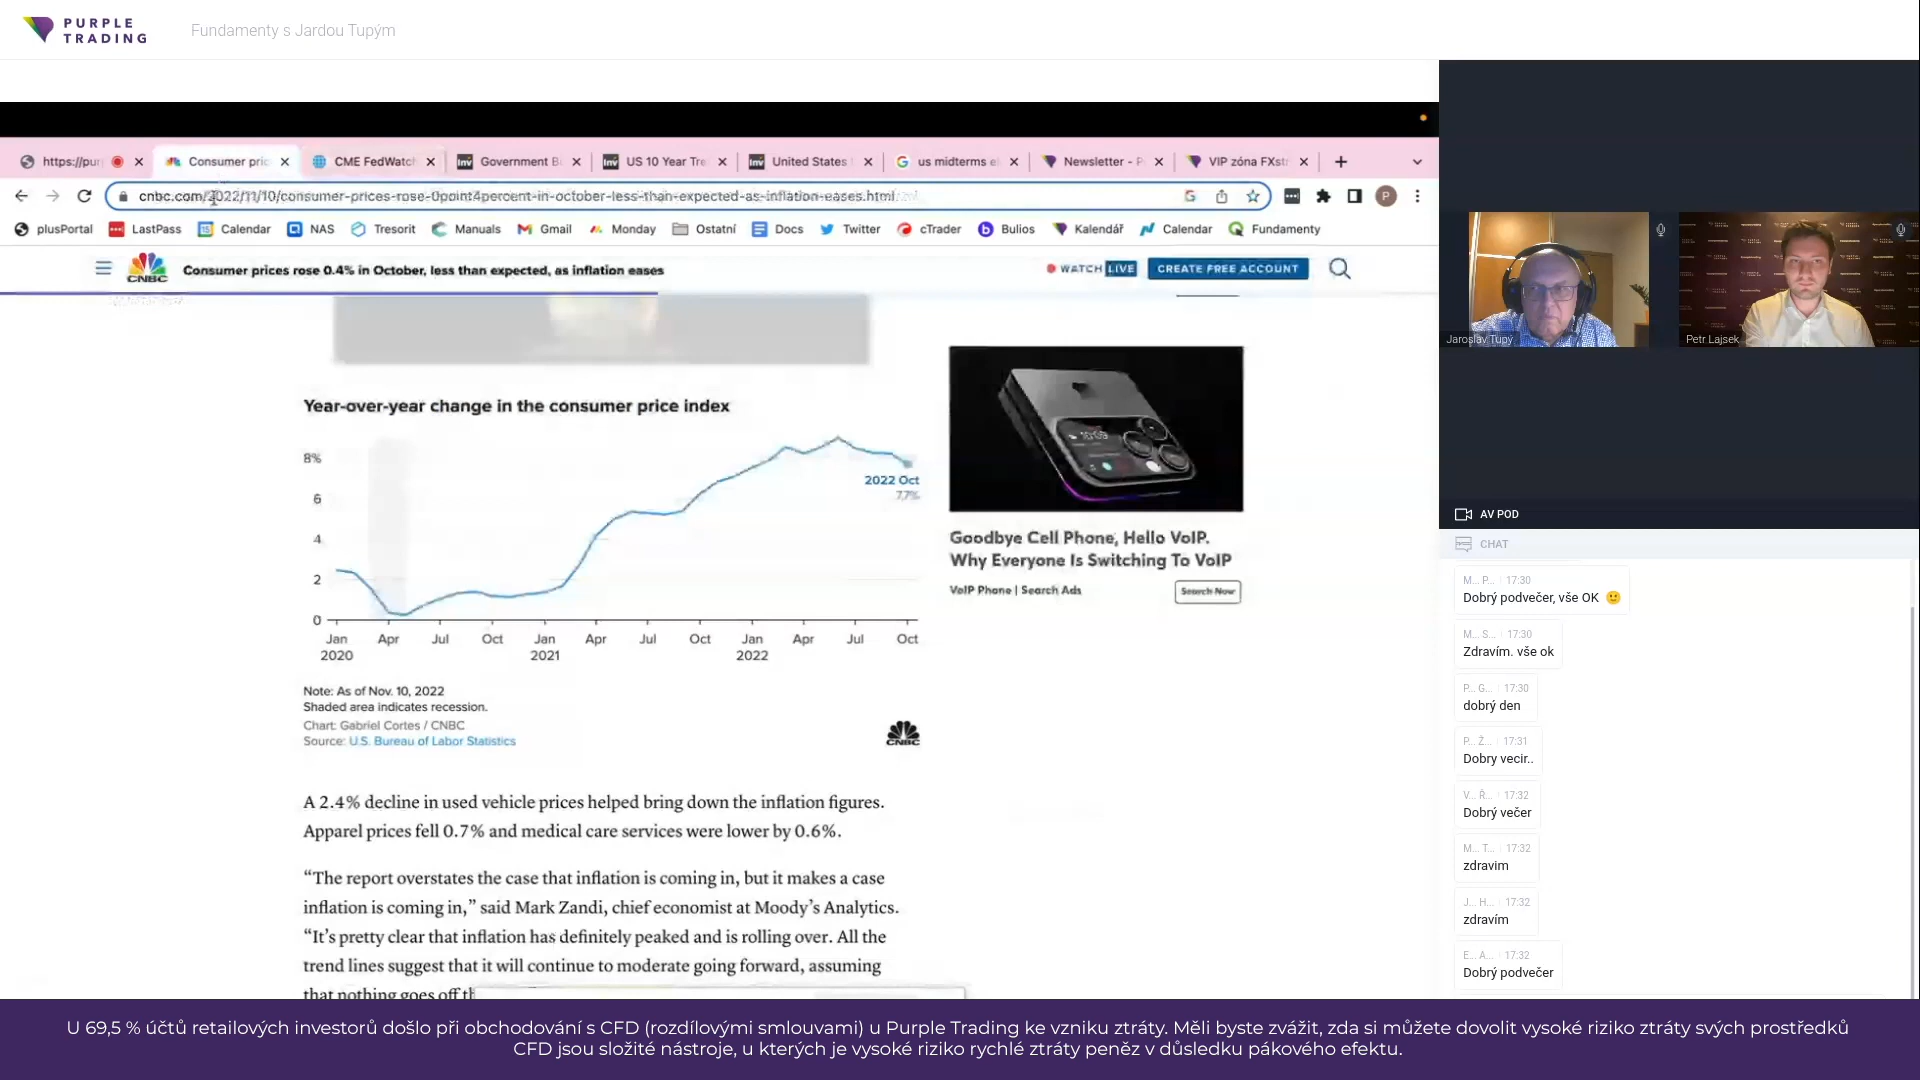 PURPLE TRADING
Fundamenty s Jardou Tupým
https://pur
Consumer pric
CME FedWatch
Government B
US 10 Year Tre
United States
us midterms el
Newsletter - P
VIP zóna FXstr
cnbc.com/2022/11/10/consumer-prices-rose-0point4percent-in-october-less-than-expected-as-inflation-eases.html
P
plusPortal
LastPass
Calendar
NAS
Tresorit
Manuals
Gmail
Monday
Ostatní
Docs
Twitter
cTrader
Bulios
Kalendář
Calendar
Fundamenty
CNBC
Consumer prices rose 0.4% in October, less than expected, as inflation eases
WATCH LIVE
CREATE FREE ACCOUNT
Year-over-year change in the consumer price index
8%
6
4
2
0
2022 Oct
7.7%
Jan Apr Jul Oct Jan Apr Jul Oct Jan Apr Jul Oct
2020 2021 2022
Note: As of Nov. 10, 2022
Shaded area indicates recession.
Chart: Gabriel Cortes / CNBC
Source: U.S. Bureau of Labor Statistics
CNBC
A 2.4% decline in used vehicle prices helped bring down the inflation figures.
Apparel prices fell 0.7% and medical care services were lower by 0.6%.
“The report overstates the case that inflation is coming in, but it makes a case
inflation is coming in,” said Mark Zandi, chief economist at Moody’s Analytics.
“It’s pretty clear that inflation has definitely peaked and is rolling over. All the
trend lines suggest that it will continue to moderate going forward, assuming
that nothing goes off th
Goodbye Cell Phone, Hello VoIP.
Why Everyone Is Switching To VoIP
VoIP Phone | Search Ads
Search Now
Jaroslav Tupý
Petr Lajsek
AV POD
CHAT
M... P... 17:30
Dobrý podvečer, vše OK 🙂
M... S... 17:30
Zdravím. vše ok
P... G... 17:30
dobrý den
P... Ž... 17:31
Dobry vecir..
V... Ř... 17:32
Dobrý večer
M... T... 17:32
zdravim
J... H... 17:32
zdravím
E... A... 17:32
Dobrý podvečer
U 69,5 % účtů retailových investorů došlo při obchodování s CFD (rozdílovými smlouvami) u Purple Trading ke vzniku ztráty. Měli byste zvážit, zda si můžete dovolit vysoké riziko ztráty svých prostředků
CFD jsou složité nástroje, u kterých je vysoké riziko rychlé ztráty peněz v důsledku pákového efektu.